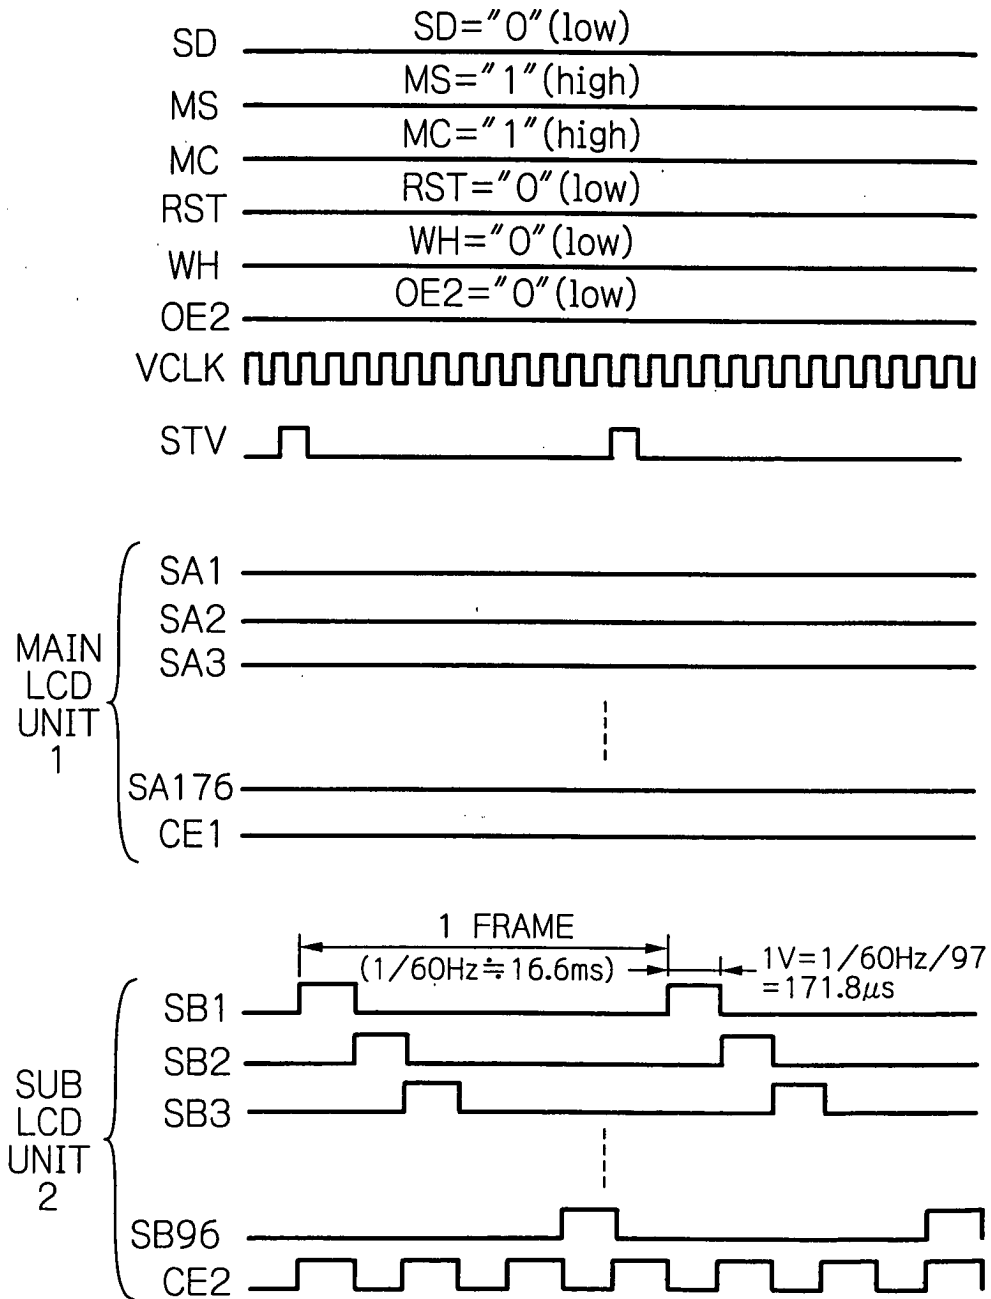 SD SD="0"(low)
MS MS="1"(high)
MC MC="1"(high)
RST RST="0"(low)
WH WH="0"(low)
OE2 OE2="0"(low)
VCLK
STV
MAIN
LCD
UNIT
1
SA1
SA2
SA3
SA176
CE1
1 FRAME
(1/60Hz≒16.6ms)
1V=1/60Hz/97
=171.8μs
SUB
LCD
UNIT
2
SB1
SB2
SB3
SB96
CE2